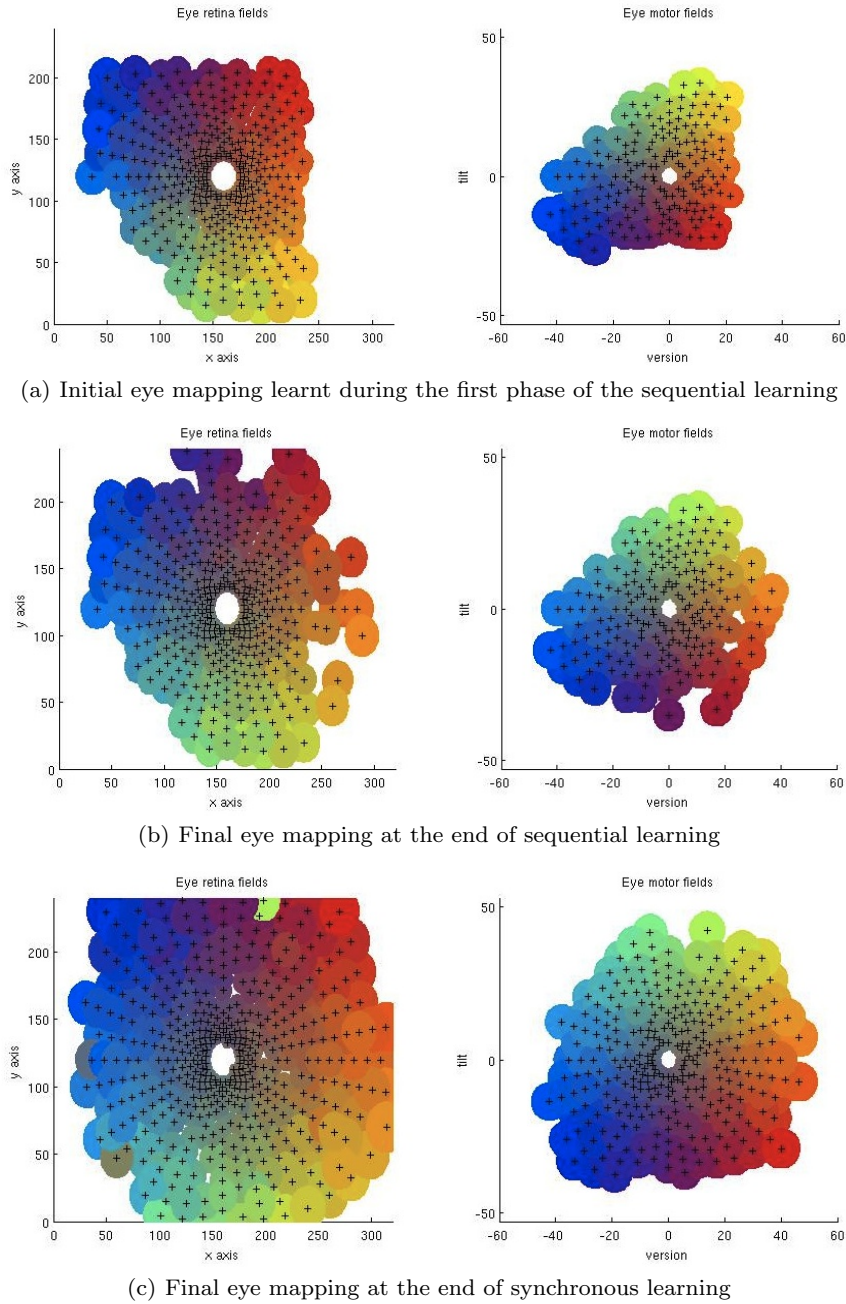 Eye retina fields
Eye motor fields
y axis
200
150
100
50
0
0 50 100 150 200 250 300
x axis
tilt
50
0
-50
-60 -40 -20 0 20 40 60
version
(a) Initial eye mapping learnt during the first phase of the sequential learning
Eye retina fields
Eye motor fields
y axis
200
150
100
50
0
0 50 100 150 200 250 300
x axis
tilt
50
0
-50
-60 -40 -20 0 20 40 60
version
(b) Final eye mapping at the end of sequential learning
Eye retina fields
Eye motor fields
y axis
200
150
100
50
0
0 50 100 150 200 250 300
x axis
tilt
50
0
-50
-60 -40 -20 0 20 40 60
version
(c) Final eye mapping at the end of synchronous learning